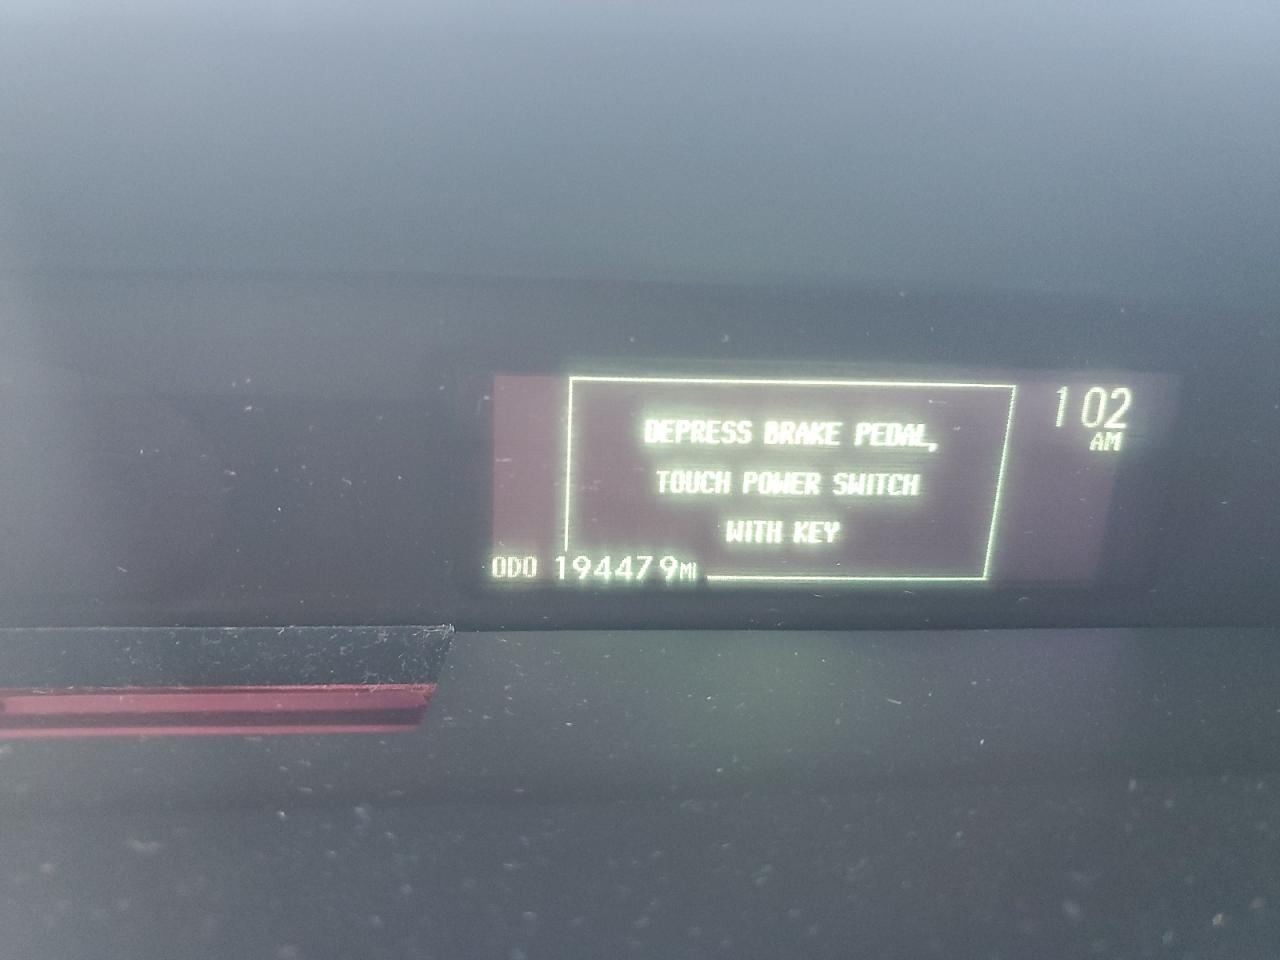 DEPRESS BRAKE PEDAL,
TOUCH POWER SWITCH
WITH KEY
1 02
AM
ODO 194479MI